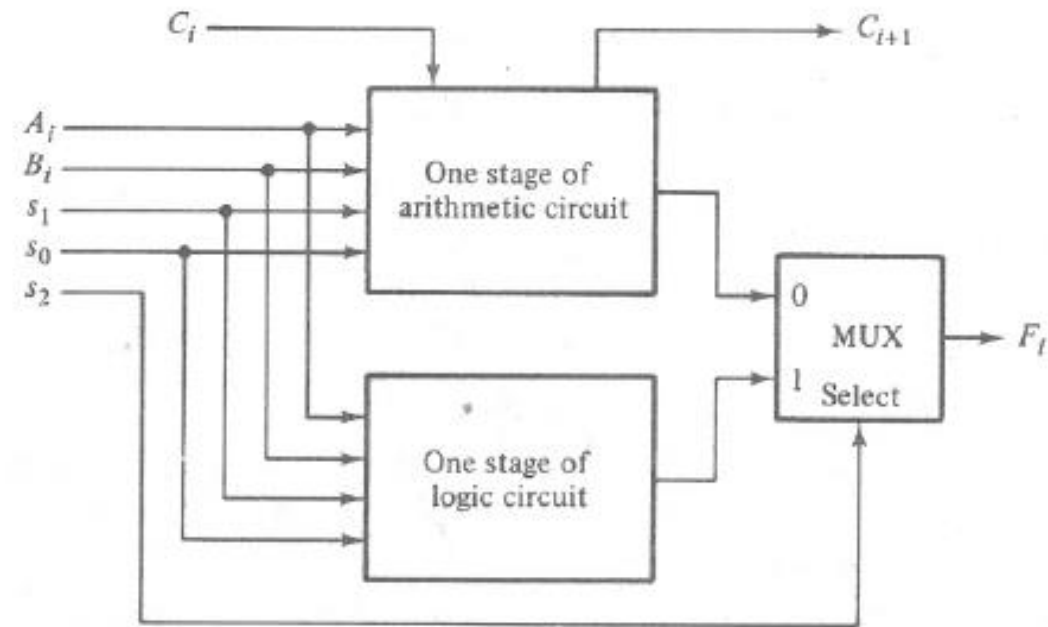 C_i
C_{i+1}
A_i
B_i
s_1
s_0
s_2
One stage of
arithmetic circuit
0
MUX
F_i
1
Select
One stage of
logic circuit